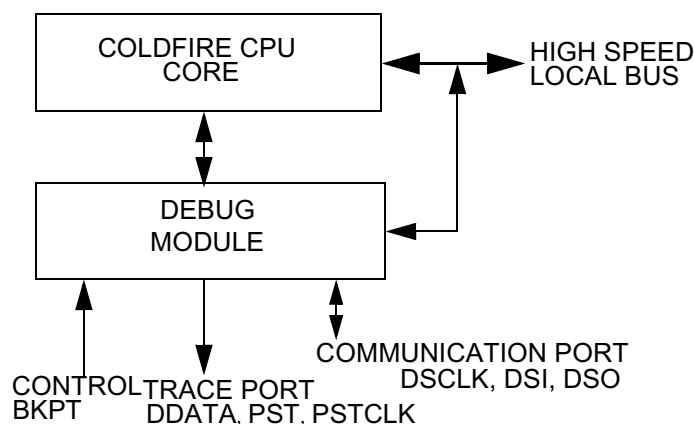 COLDFIRE CPU
CORE
HIGH SPEED
LOCAL BUS
DEBUG
MODULE
COMMUNICATION PORT
DSCLK, DSI, DSO
CONTROL
BKPT
TRACE PORT
DDATA, PST, PSTCLK